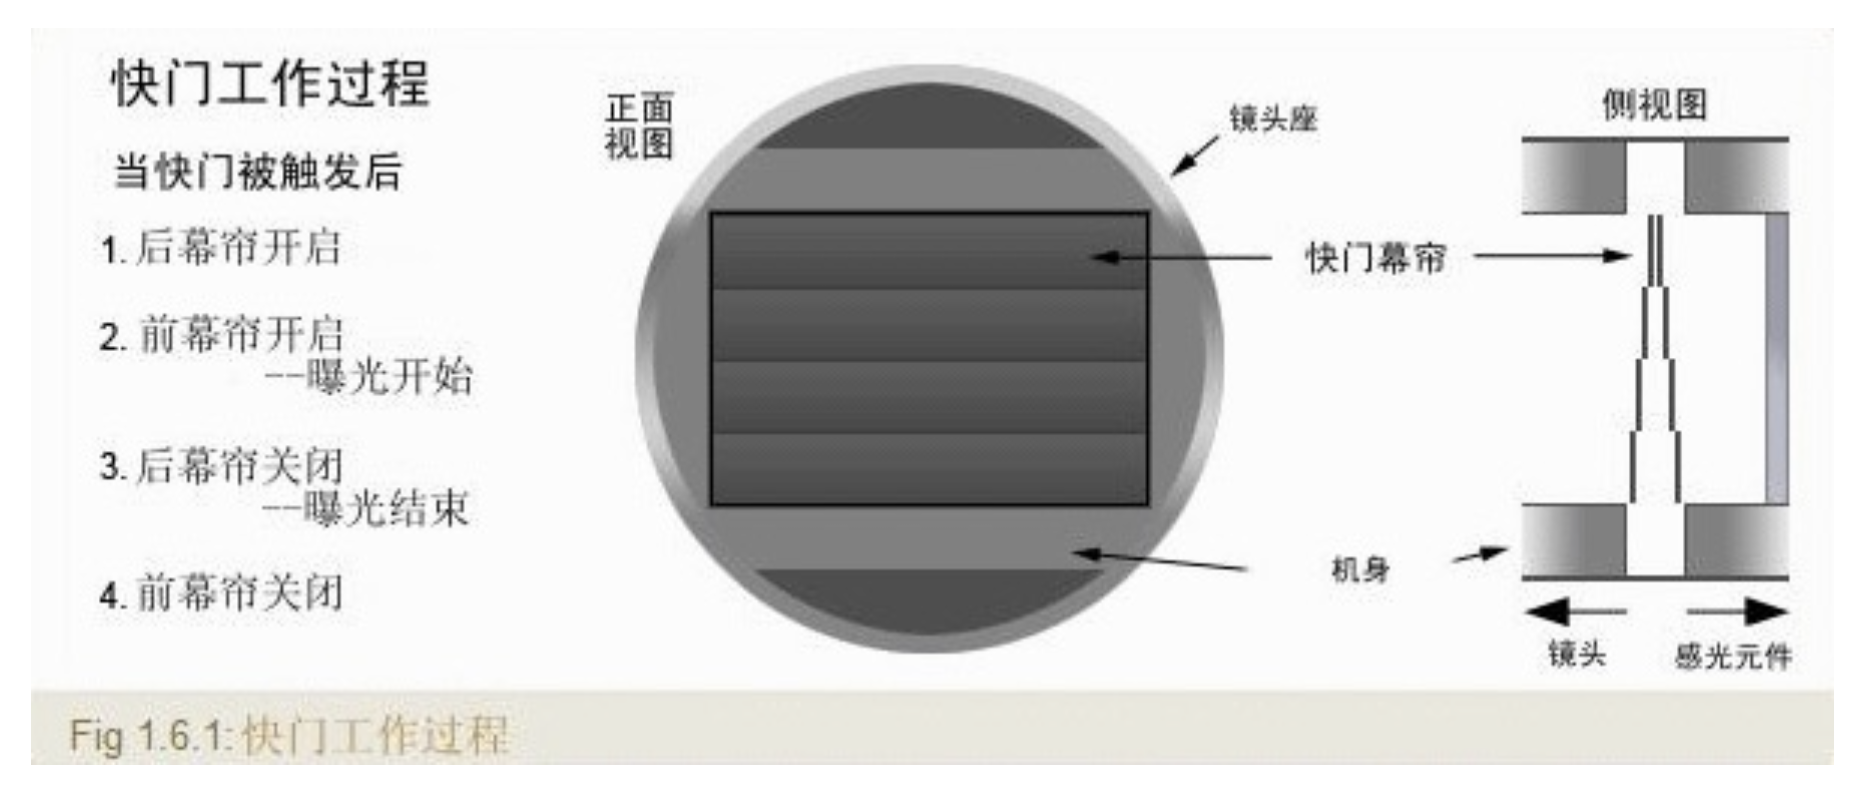 快门工作过程
当快门被触发后
1. 后幕帘开启
2. 前幕帘开启
--曝光开始
3. 后幕帘关闭
--曝光结束
4. 前幕帘关闭
正面
视图
镜头座
侧视图
快门幕帘
机身
镜头
感光元件
Fig 1.6.1:快门工作过程